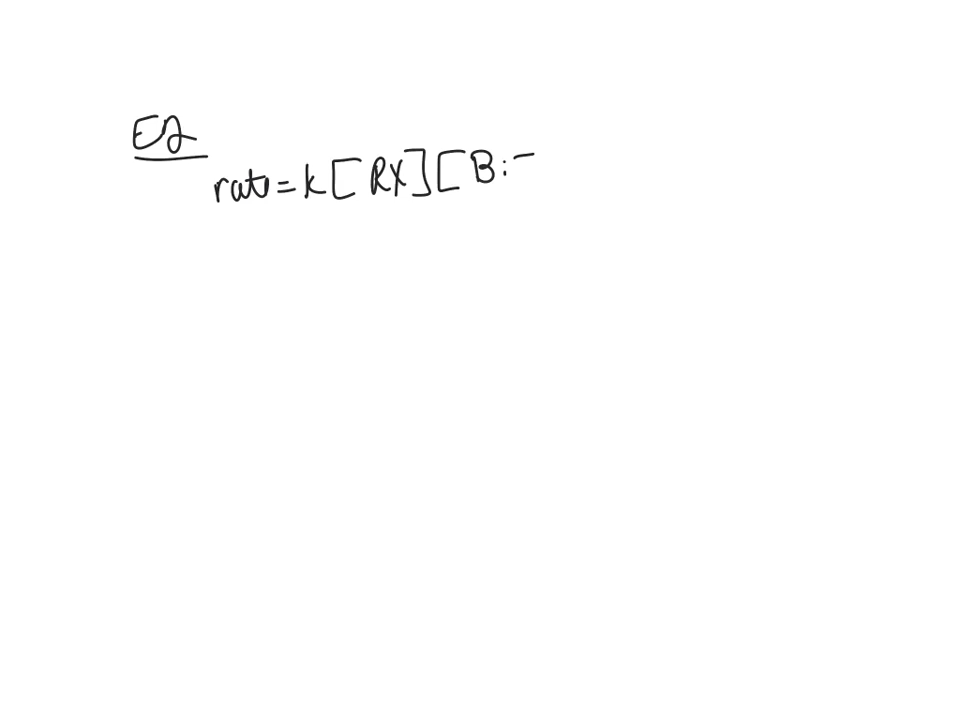 E2
rate = k [RX][B:⁻